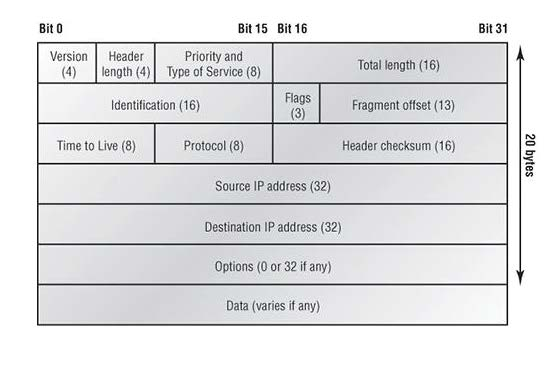 Bit 0 Bit 15 Bit 16 Bit 31
Version Header Priority and Total length (16)
(4) length (4) Type of Service (8)
Identification (16) Flags Fragment offset (13)
(3)
Time to Live (8) Protocol (8) Header checksum (16)
Source IP address (32)
Destination IP address (32)
Options (0 or 32 if any)
Data (varies if any)
20 bytes